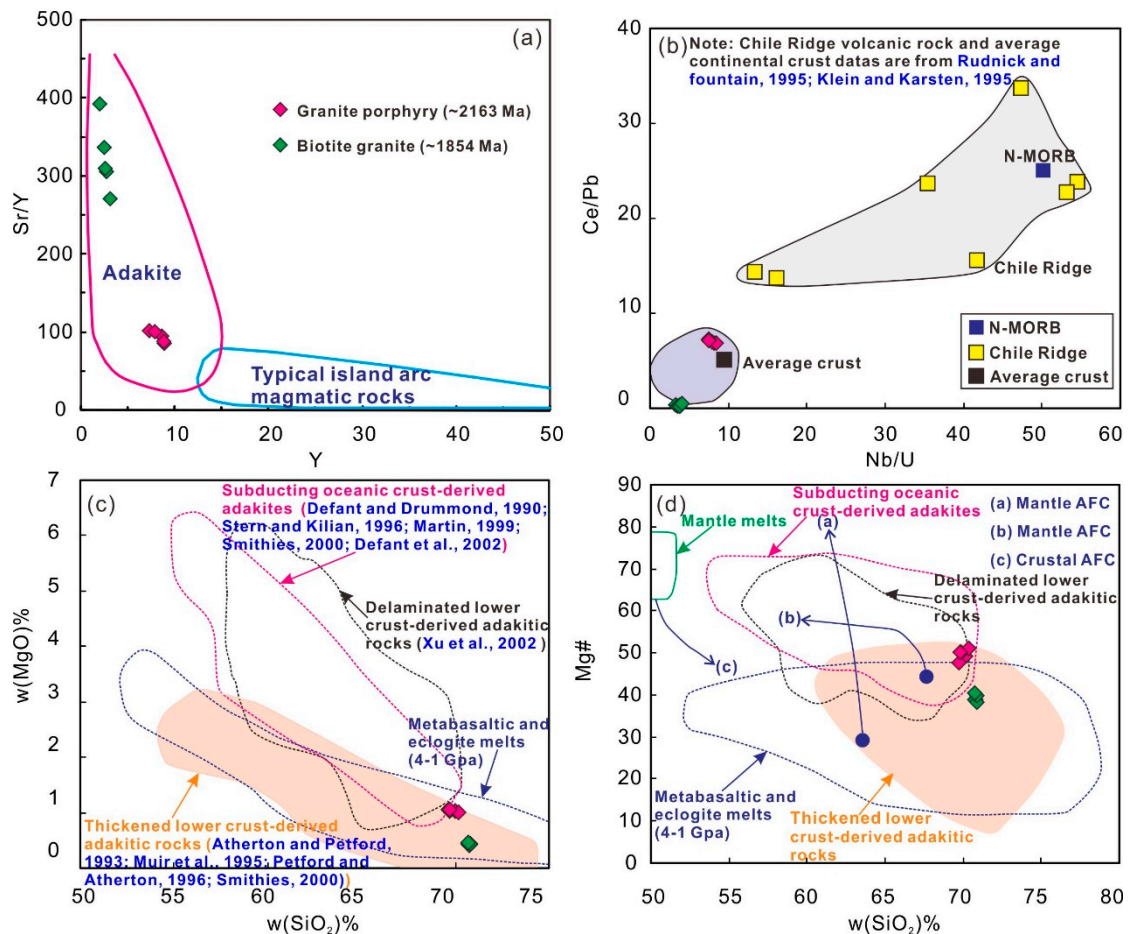 (a)
Sr/Y
500
400
300
200
100
0
Granite porphyry (~2163 Ma)
Biotite granite (~1854 Ma)
Adakite
Typical island arc
magmatic rocks
0
10
20
30
40
50
Y
(b)
Note: Chile Ridge volcanic rock and average
continental crust datas are from Rudnick and
fountain, 1995; Klein and Karsten, 1995
Ce/Pb
40
30
20
10
0
N-MORB
Chile Ridge
Average crust
N-MORB
Chile Ridge
Average crust
0
10
20
30
40
50
60
Nb/U
(c)
w(MgO)%
7
6
5
4
3
2
1
0
Subducting oceanic crust-derived
adakites (Defant and Drummond, 1990;
Stern and Kilian, 1996; Martin, 1999;
Smithies, 2000; Defant et al., 2002)
Delaminated lower
crust-derived adakitic
rocks (Xu et al., 2002 )
Metabasaltic and
eclogite melts
(4-1 Gpa)
Thickened lower crust-derived
adakitic rocks (Atherton and Petford,
1993; Muir et al., 1995; Petford and
Atherton, 1996; Smithies, 2000))
50
55
60
65
70
75
w(SiO₂)%
(d)
Mg#
90
80
70
60
50
40
30
20
10
0
Subducting oceanic
crust-derived adakites
Mantle melts
(a)
(a) Mantle AFC
(b) Mantle AFC
(c) Crustal AFC
Delaminated lower
crust-derived adakitic
rocks
(b)
(c)
Metabasaltic and
eclogite melts
(4-1 Gpa)
Thickened lower
crust-derived adakitic
rocks
50
55
60
65
70
75
80
w(SiO₂)%